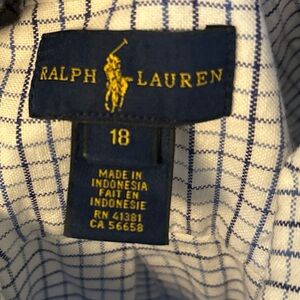 RALPH LAUREN
18
MADE IN
INDONESIA
FAIT EN
INDONESIE
RN 41381
CA 56658